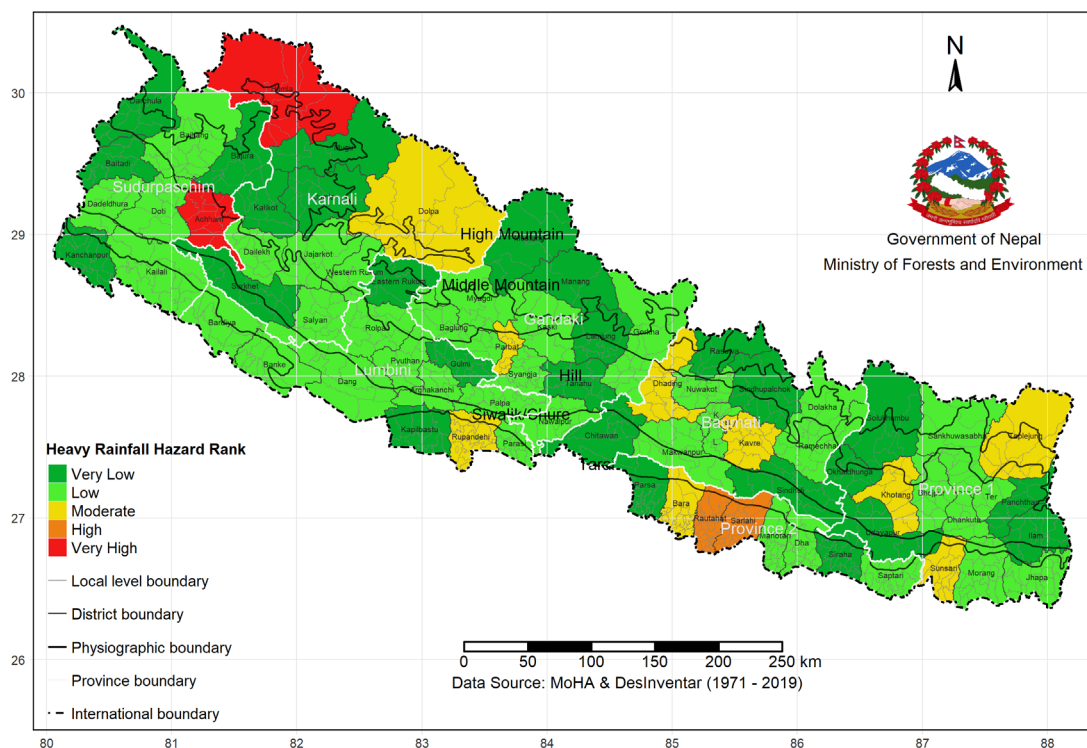 N
Government of Nepal
Ministry of Forests and Environment
30
29
28
27
26
80
81
82
83
84
85
86
87
88
Darchula
Bajhang
Baitadi
Bajura
Humla
Sudurpaschim
Dadeldhura
Doti
Achham
Kalikot
Karnali
Dolpa
Kanchanpur
Kailali
Dailekh
Jajarkot
High Mountain
Surkhet
Western Rukum
Eastern Rukum
Middle Mountain
Myagdi
Manang
Bardiya
Salyan
Rolpa
Baglung
Parbat
Gandaki
Kaski
Lamjung
Gorkha
Rasuwa
Banke
Dang
Pyuthan
Lumbini
Gulmi
Syangja
Hill
Tanahu
Dhading
Nuwakot
Sindhupalchok
Arghakhanchi
Palpa
Siwalik/Chure
Nawalpur
Kapilbastu
Rupandehi
Parasi
Chitawan
Bagmati
Kavre
Dolakha
Ramechhap
Solukhumbu
Sankhuwasabha
Taplejung
Makwanpur
Okhaldhunga
Tarai
Parsa
Bara
Rautahat
Sarlahi
Province 2
Sindhuli
Khotang
Province 1
Ter
Panchthar
Dhankuta
Ilam
Udayapur
Dha
Siraha
Saptari
Sunsari
Morang
Jhapa
Heavy Rainfall Hazard Rank
Very Low
Low
Moderate
High
Very High
Local level boundary
District boundary
Physiographic boundary
Province boundary
International boundary
0 50 100 150 200 250 km
Data Source: MoHA & DesInventar (1971 - 2019)